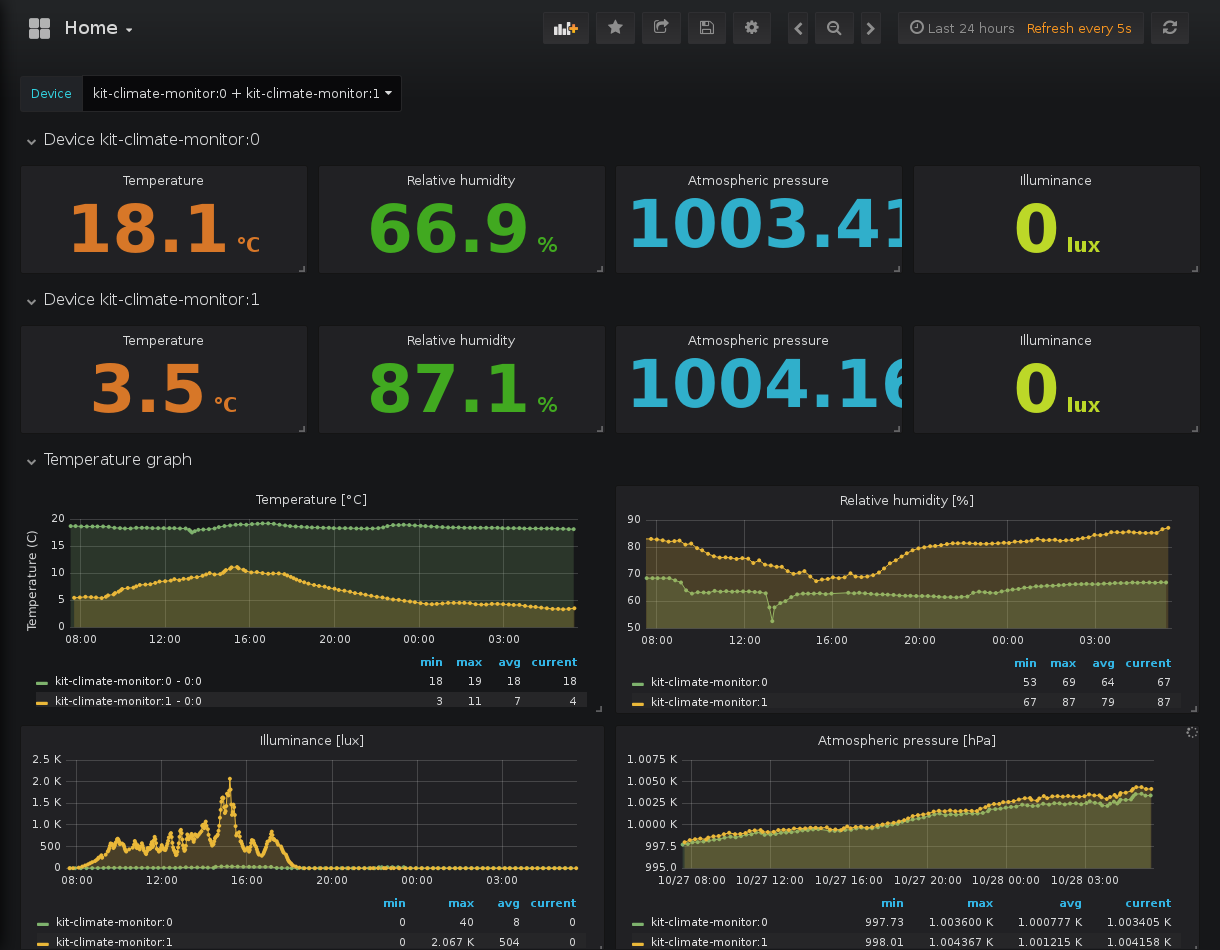 Home
Last 24 hours Refresh every 5s
Device kit-climate-monitor:0 + kit-climate-monitor:1
Device kit-climate-monitor:0
Temperature Relative humidity Atmospheric pressure Illuminance
18.1 °C 66.9 % 1003.41 0 lux
Device kit-climate-monitor:1
Temperature Relative humidity Atmospheric pressure Illuminance
3.5 °C 87.1 % 1004.16 0 lux
Temperature graph
Temperature [°C]
Temperature (C)
20
15
10
5
0
08:00 12:00 16:00 20:00 00:00 03:00
min max avg current
kit-climate-monitor:0 - 0:0 18 19 18 18
kit-climate-monitor:1 - 0:0 3 11 7 4
Relative humidity [%]
90
80
70
60
50
08:00 12:00 16:00 20:00 00:00 03:00
min max avg current
kit-climate-monitor:0 53 69 64 67
kit-climate-monitor:1 67 87 79 87
Illuminance [lux]
2.5 K
2.0 K
1.5 K
1.0 K
500
0
08:00 12:00 16:00 20:00 00:00 03:00
min max avg current
kit-climate-monitor:0 0 40 8 0
kit-climate-monitor:1 0 2.067 K 504 0
Atmospheric pressure [hPa]
1.0075 K
1.0050 K
1.0025 K
1.0000 K
997.5
995.0
10/27 08:00 10/27 12:00 10/27 16:00 10/27 20:00 10/28 00:00 10/28 03:00
min max avg current
kit-climate-monitor:0 997.73 1.003600 K 1.000777 K 1.003405 K
kit-climate-monitor:1 998.01 1.004367 K 1.001215 K 1.004158 K